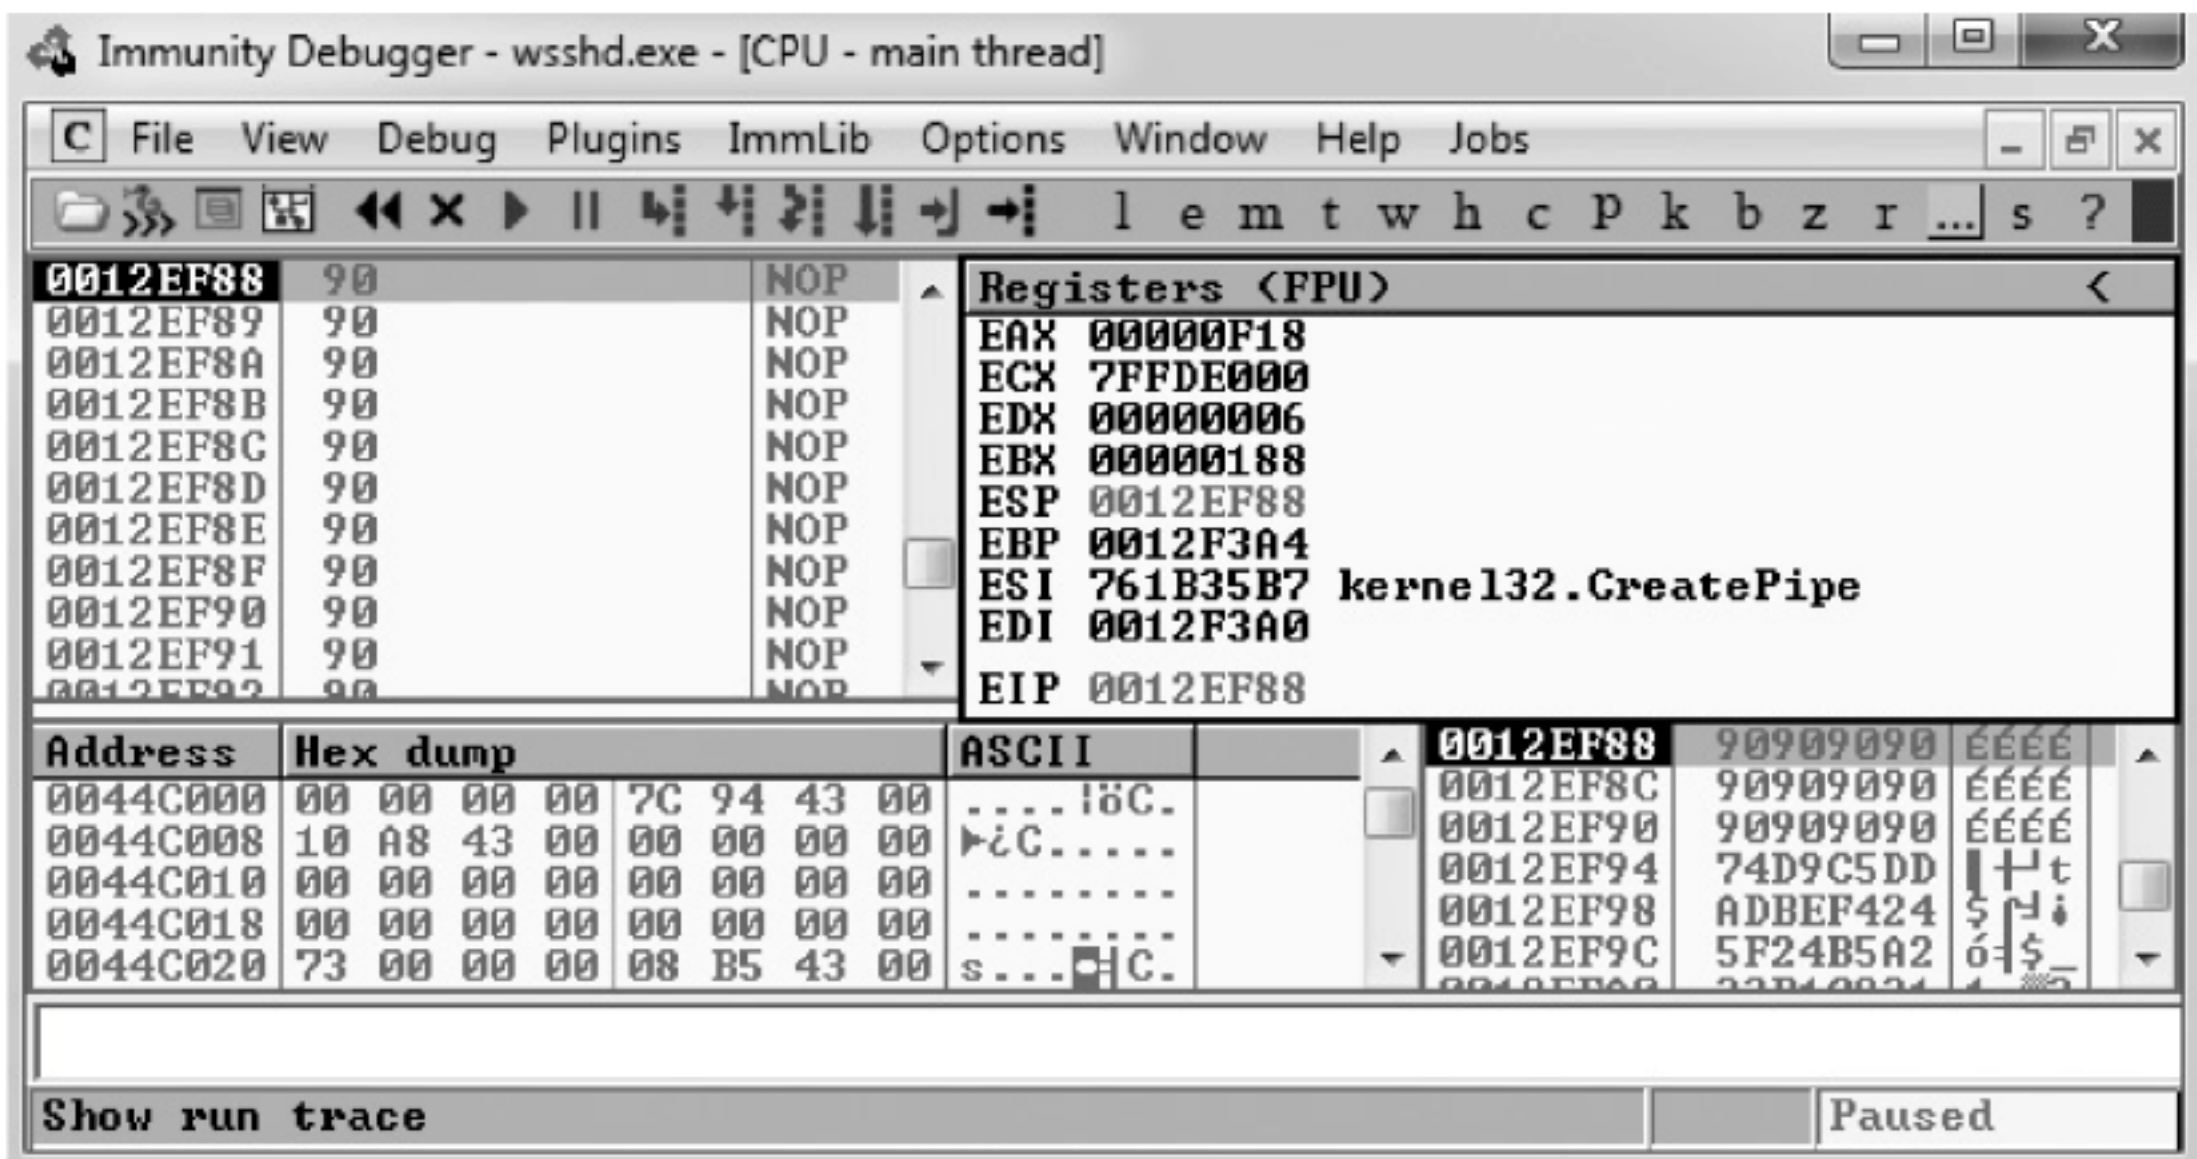 Immunity Debugger - wsshd.exe - [CPU - main thread]
C File View Debug Plugins ImmLib Options Window Help Jobs
l e m t w h c P k b z r ... s ?
0012EF88 90 NOP
0012EF89 90 NOP
0012EF8A 90 NOP
0012EF8B 90 NOP
0012EF8C 90 NOP
0012EF8D 90 NOP
0012EF8E 90 NOP
0012EF8F 90 NOP
0012EF90 90 NOP
0012EF91 90 NOP
0012EF92 90 NOP
Registers (FPU) <
EAX 00000F18
ECX 7FFDE000
EDX 00000006
EBX 00000188
ESP 0012EF88
EBP 0012F3A4
ESI 761B35B7 kernel32.CreatePipe
EDI 0012F3A0
EIP 0012EF88
Address Hex dump ASCII
0044C000 00 00 00 00 7C 94 43 00 ....|öC.
0044C008 10 A8 43 00 00 00 00 00 ►¿C.....
0044C010 00 00 00 00 00 00 00 00 ........
0044C018 00 00 00 00 00 00 00 00 ........
0044C020 73 00 00 00 08 B5 43 00 s...◘╡C.
0012EF88 90909090 ÉÉÉÉ
0012EF8C 90909090 ÉÉÉÉ
0012EF90 90909090 ÉÉÉÉ
0012EF94 74D9C5DD ▌┼┘t
0012EF98 ADBEF424 $⌠╛¡
0012EF9C 5F24B5A2 ó╡$_
Show run trace
Paused